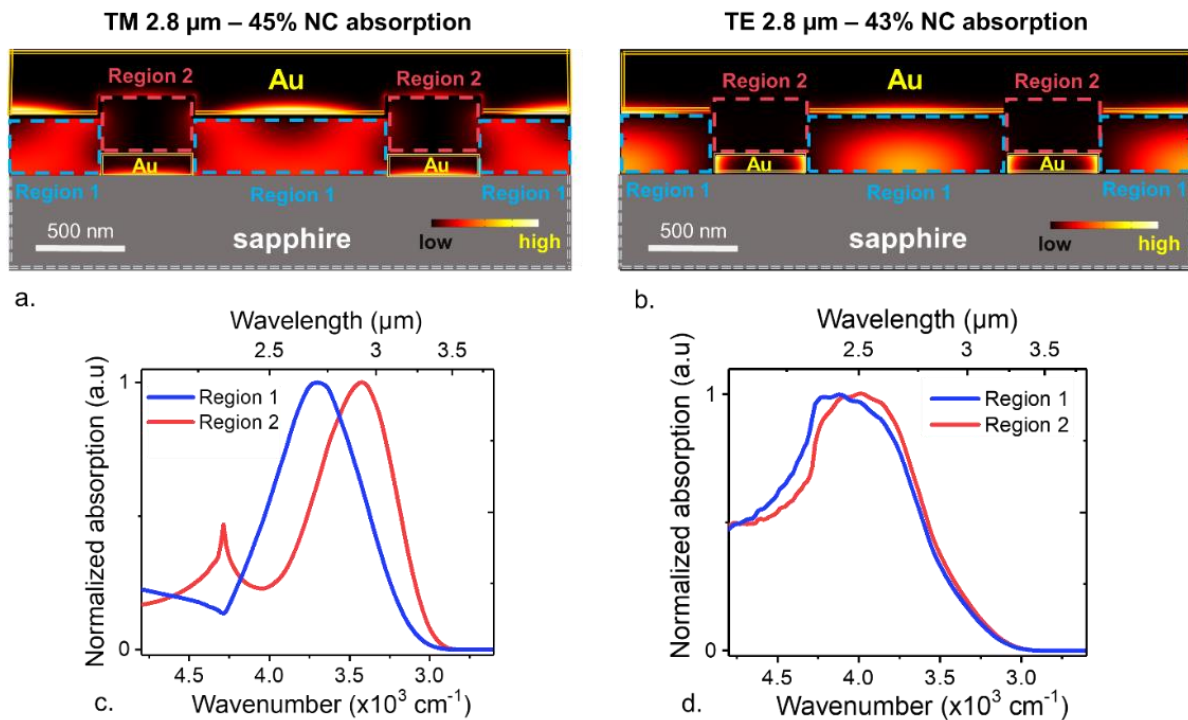 TM 2.8 µm – 45% NC absorption
Region 2
Au
Region 2
Au
Au
Region 1
Region 1
Region 1
500 nm
sapphire
low
high
a.
TE 2.8 µm – 43% NC absorption
Region 2
Au
Region 2
Au
Au
Region 1
Region 1
Region 1
500 nm
sapphire
low
high
b.
Wavelength (µm)
2.5 3 3.5
Normalized absorption (a.u)
1
0
Region 1
Region 2
4.5 4.0 3.5 3.0
c.
Wavenumber (x10³ cm⁻¹)
Wavelength (µm)
2.5 3 3.5
Normalized absorption (a.u)
1
0
Region 1
Region 2
4.5 4.0 3.5 3.0
d.
Wavenumber (x10³ cm⁻¹)